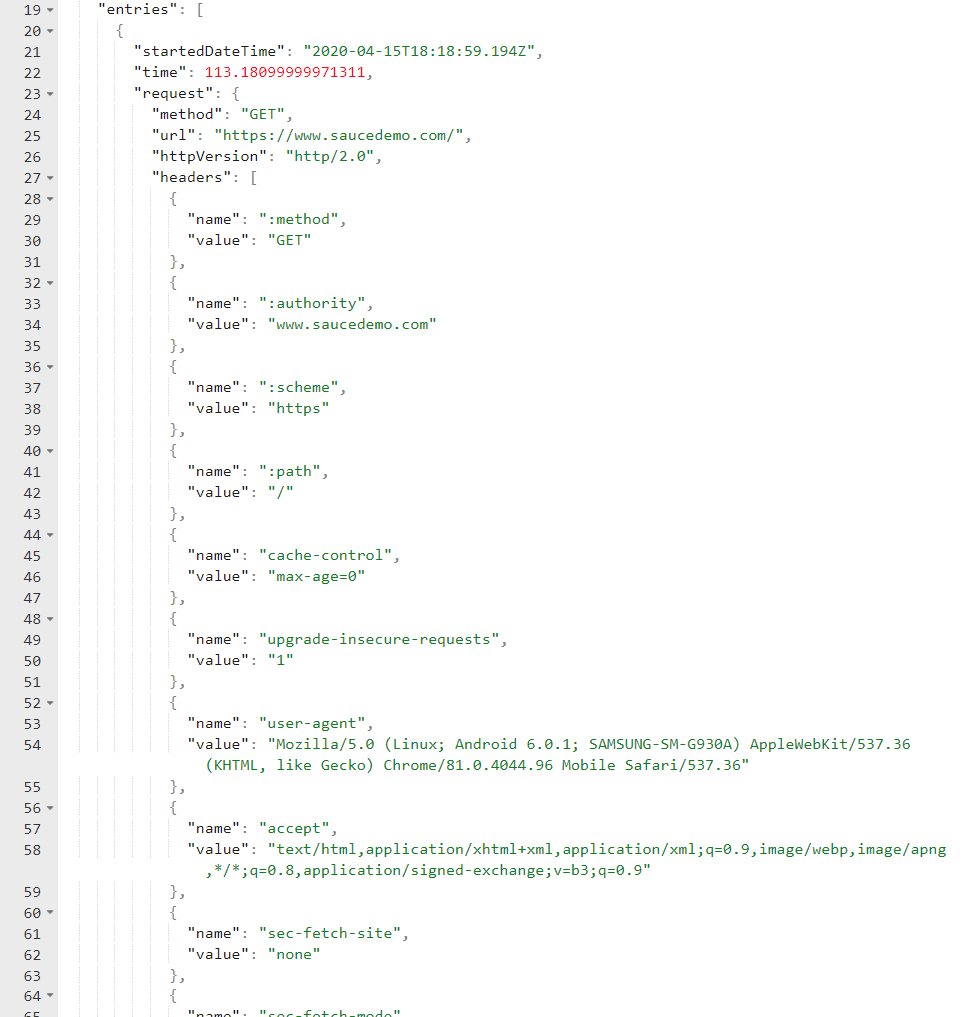 19 "entries": [
20 {
21 "startedDateTime": "2020-04-15T18:18:59.194Z",
22 "time": 113.18099999971311,
23 "request": {
24 "method": "GET",
25 "url": "https://www.saucedemo.com/",
26 "httpVersion": "http/2.0",
27 "headers": [
28 {
29 "name": ":method",
30 "value": "GET"
31 },
32 {
33 "name": ":authority",
34 "value": "www.saucedemo.com"
35 },
36 {
37 "name": ":scheme",
38 "value": "https"
39 },
40 {
41 "name": ":path",
42 "value": "/"
43 },
44 {
45 "name": "cache-control",
46 "value": "max-age=0"
47 },
48 {
49 "name": "upgrade-insecure-requests",
50 "value": "1"
51 },
52 {
53 "name": "user-agent",
54 "value": "Mozilla/5.0 (Linux; Android 6.0.1; SAMSUNG-SM-G930A) AppleWebKit/537.36
(KHTML, like Gecko) Chrome/81.0.4044.96 Mobile Safari/537.36"
55 },
56 {
57 "name": "accept",
58 "value": "text/html,application/xhtml+xml,application/xml;q=0.9,image/webp,image/apng
,*/*;q=0.8,application/signed-exchange;v=b3;q=0.9"
59 },
60 {
61 "name": "sec-fetch-site",
62 "value": "none"
63 },
64 {
65 "name": "sec-fetch-mode"